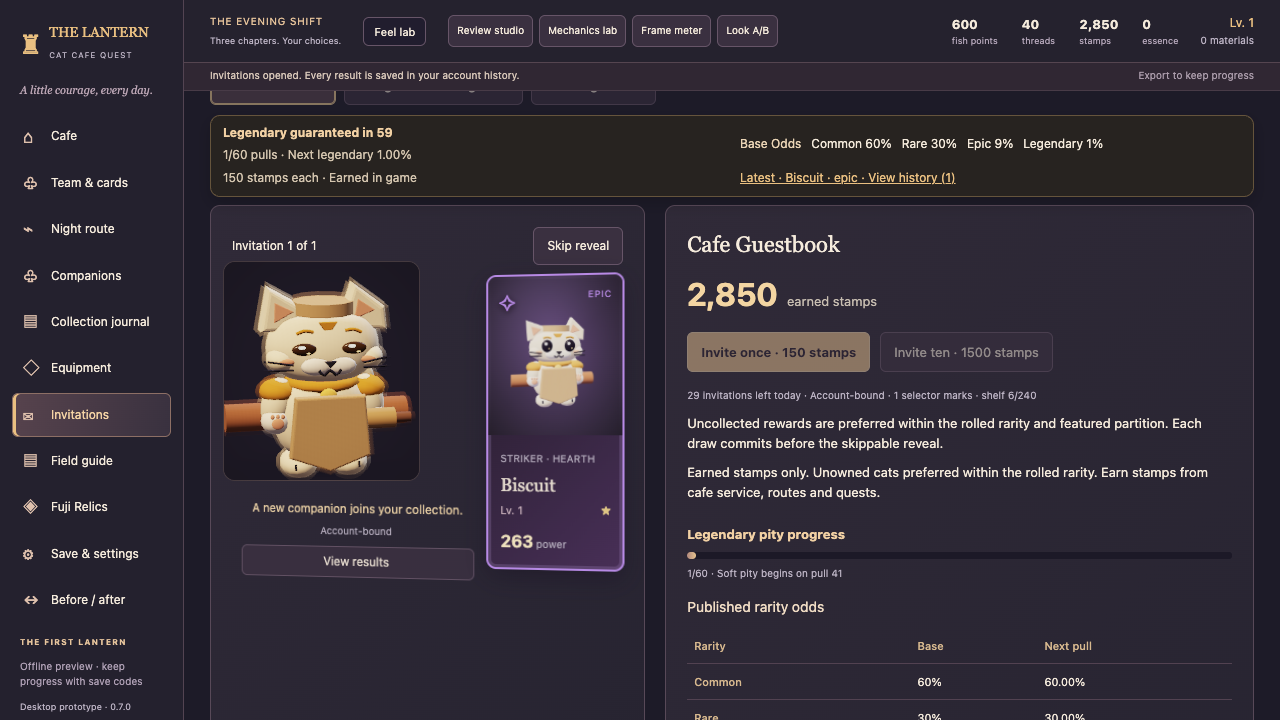 THE LANTERN
CAT CAFE QUEST
A little courage, every day.
Cafe
Team & cards
Night route
Companions
Collection journal
Equipment
Invitations
Field guide
Fuji Relics
Save & settings
Before / after
THE FIRST LANTERN
Offline preview · keep
progress with save codes
Desktop prototype · 0.7.0
THE EVENING SHIFT
Three chapters. Your choices.
Feel lab
Review studio
Mechanics lab
Frame meter
Look A/B
600
fish points
40
threads
2,850
stamps
0
essence
Lv. 1
0 materials
Invitations opened. Every result is saved in your account history.
Export to keep progress
Legendary guaranteed in 59
1/60 pulls · Next legendary 1.00%
150 stamps each · Earned in game
Base Odds Common 60% Rare 30% Epic 9% Legendary 1%
Latest · Biscuit · epic · View history (1)
Invitation 1 of 1
Skip reveal
EPIC
STRIKER · HEARTH
Biscuit
Lv. 1
263 power
A new companion joins your collection.
Account-bound
View results
Cafe Guestbook
2,850 earned stamps
Invite once · 150 stamps
Invite ten · 1500 stamps
29 invitations left today · Account-bound · 1 selector marks · shelf 6/240
Uncollected rewards are preferred within the rolled rarity and featured partition. Each
draw commits before the skippable reveal.
Earned stamps only. Unowned cats preferred within the rolled rarity. Earn stamps from
cafe service, routes and quests.
Legendary pity progress
1/60 · Soft pity begins on pull 41
Published rarity odds
Rarity Base Next pull
Common 60% 60.00%
Rare 30% 30.00%